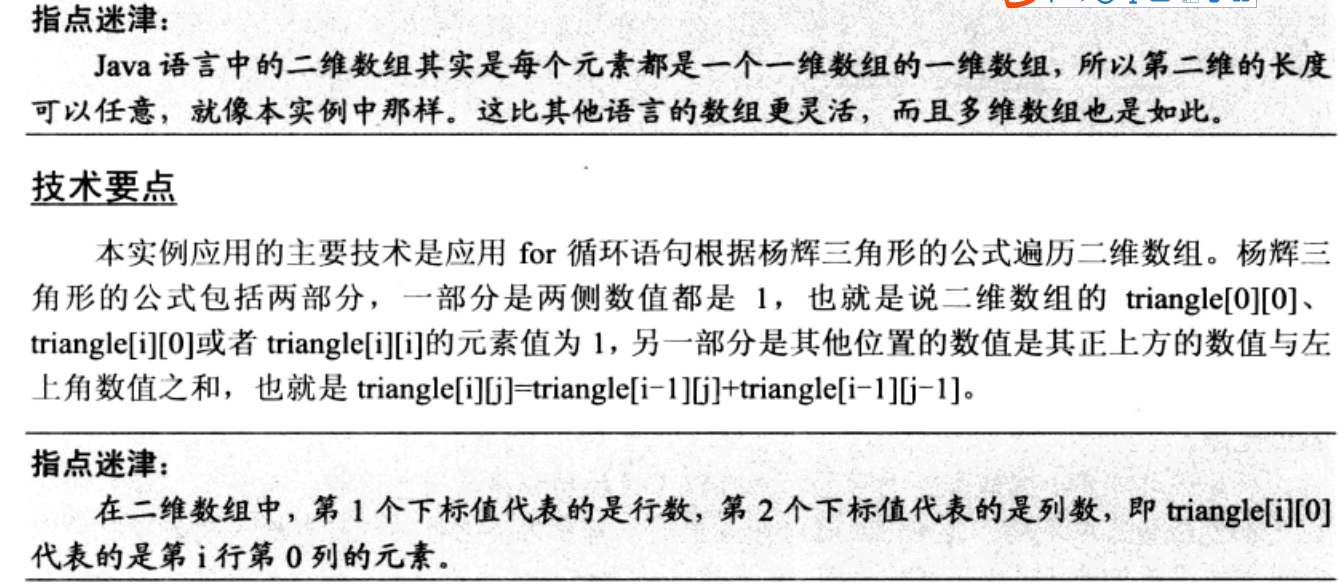 指点迷津：
Java 语言中的二维数组其实是每个元素都是一个一维数组的一维数组，所以第二维的长度
可以任意，就像本实例中那样。这比其他语言的数组更灵活，而且多维数组也是如此。
技术要点
本实例应用的主要技术是应用 for 循环语句根据杨辉三角形的公式遍历二维数组。杨辉三
角形的公式包括两部分，一部分是两侧数值都是 1，也就是说二维数组的 triangle[0][0]、
triangle[i][0]或者 triangle[i][i]的元素值为 1，另一部分是其他位置的数值是其正上方的数值与左
上角数值之和，也就是 triangle[i][j]=triangle[i-1][j]+triangle[i-1][j-1]。
指点迷津：
在二维数组中，第 1 个下标值代表的是行数，第 2 个下标值代表的是列数，即 triangle[i][0]
代表的是第 i 行第 0 列的元素。